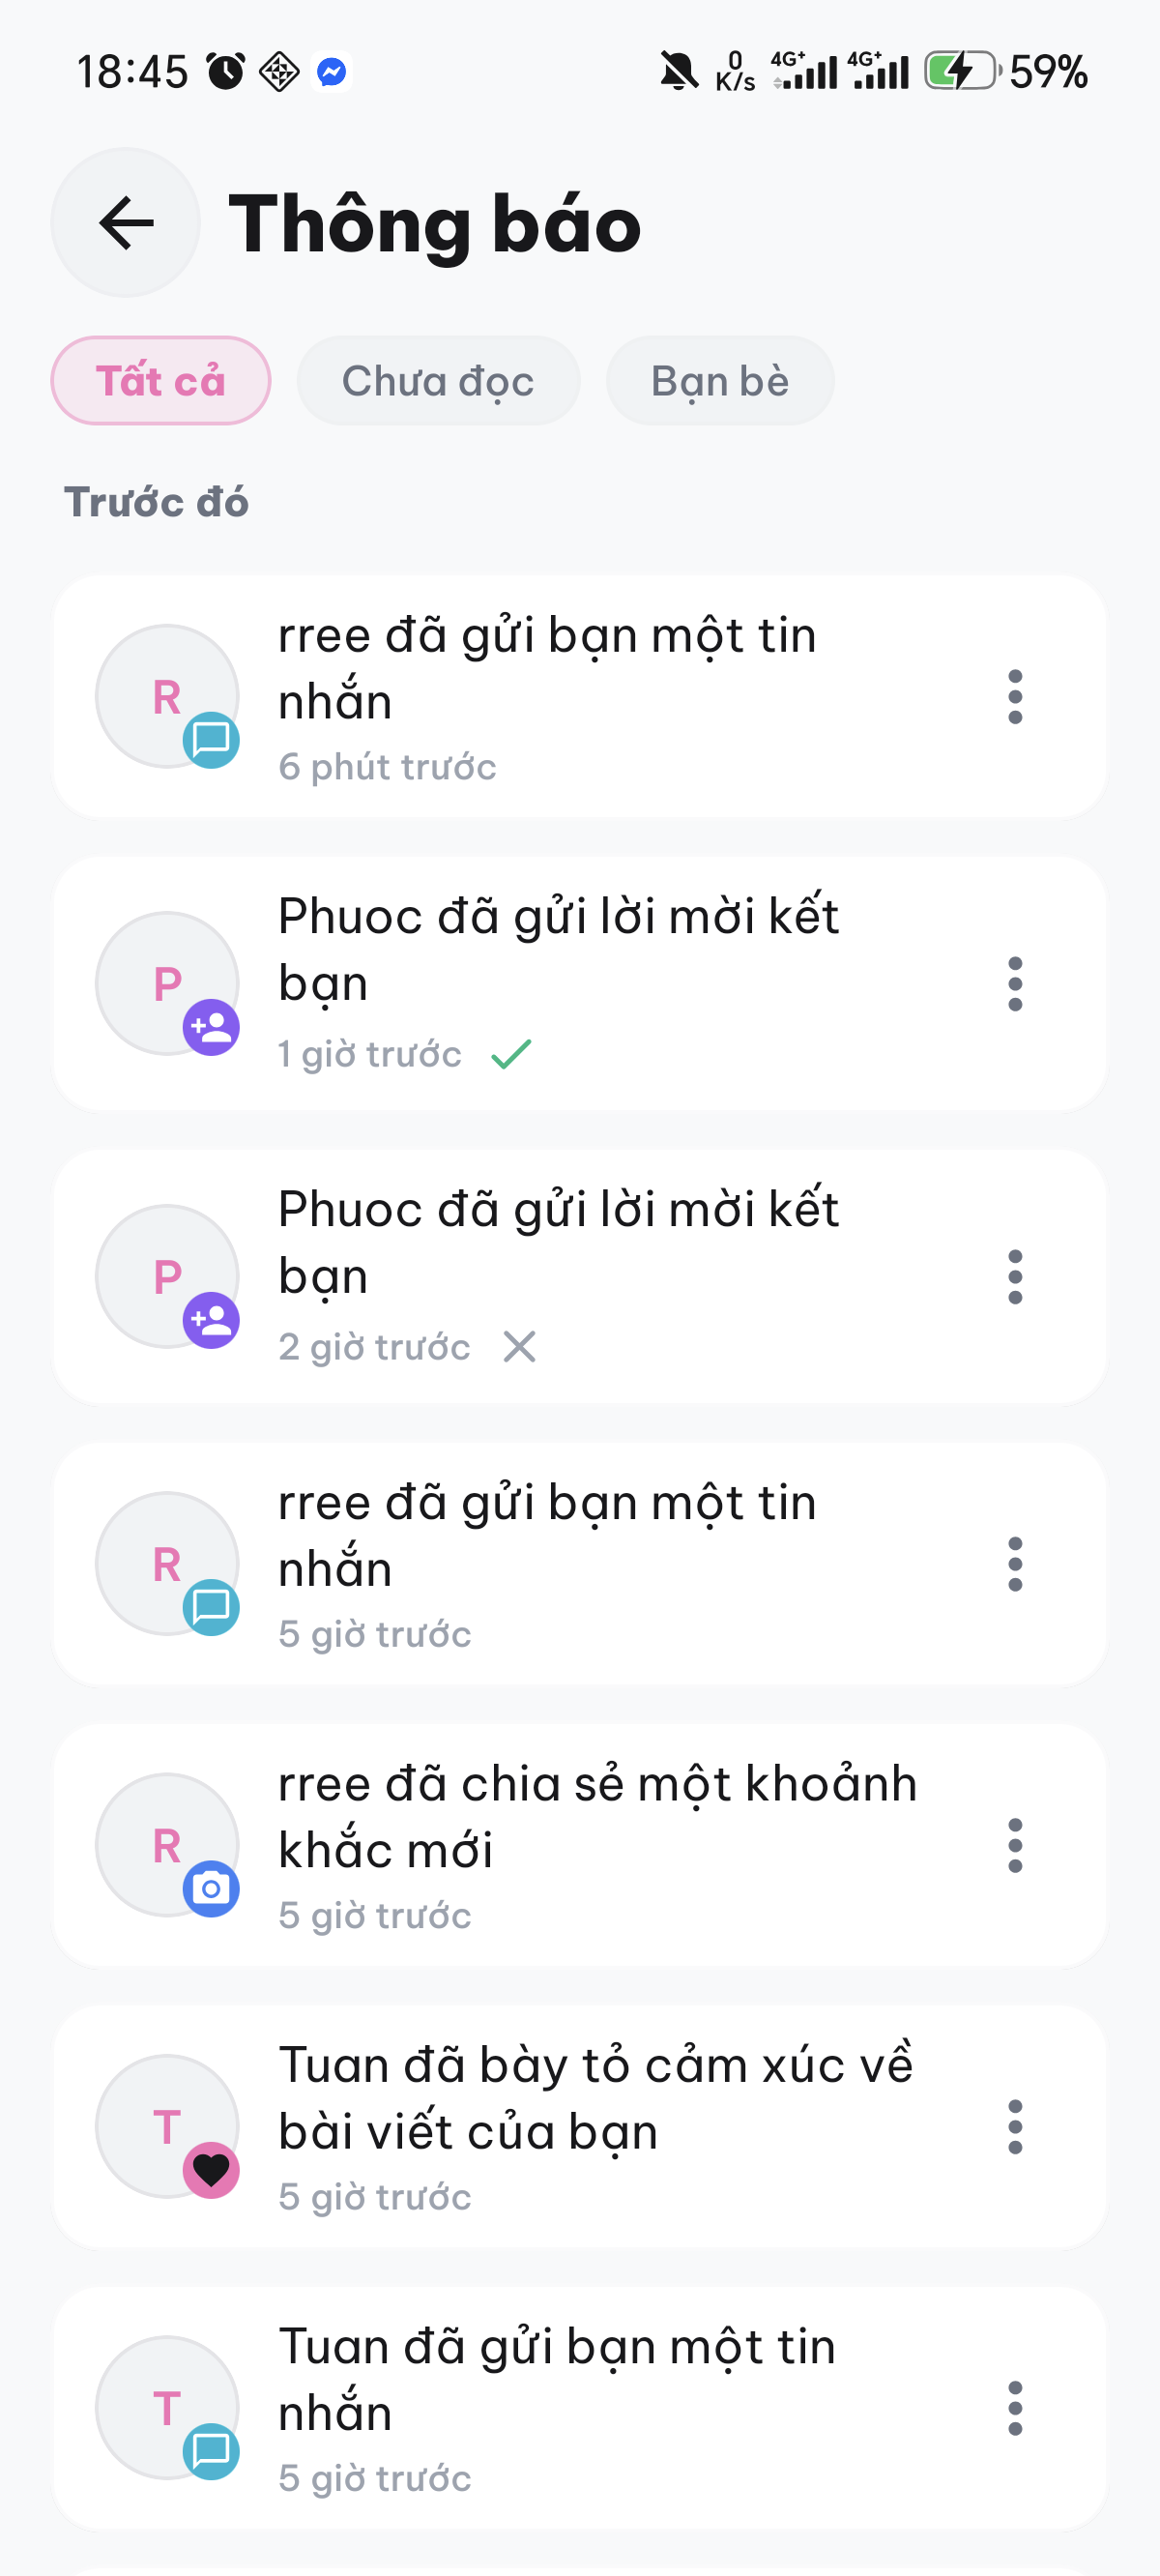 18:45
0 K/s 4G+ 4G+ 59%
Thông báo
Tất cả
Chưa đọc
Bạn bè
Trước đó
R
rree đã gửi bạn một tin
nhắn
6 phút trước
P
Phuoc đã gửi lời mời kết
bạn
1 giờ trước
P
Phuoc đã gửi lời mời kết
bạn
2 giờ trước
R
rree đã gửi bạn một tin
nhắn
5 giờ trước
R
rree đã chia sẻ một khoảnh
khắc mới
5 giờ trước
T
Tuan đã bày tỏ cảm xúc về
bài viết của bạn
5 giờ trước
T
Tuan đã gửi bạn một tin
nhắn
5 giờ trước